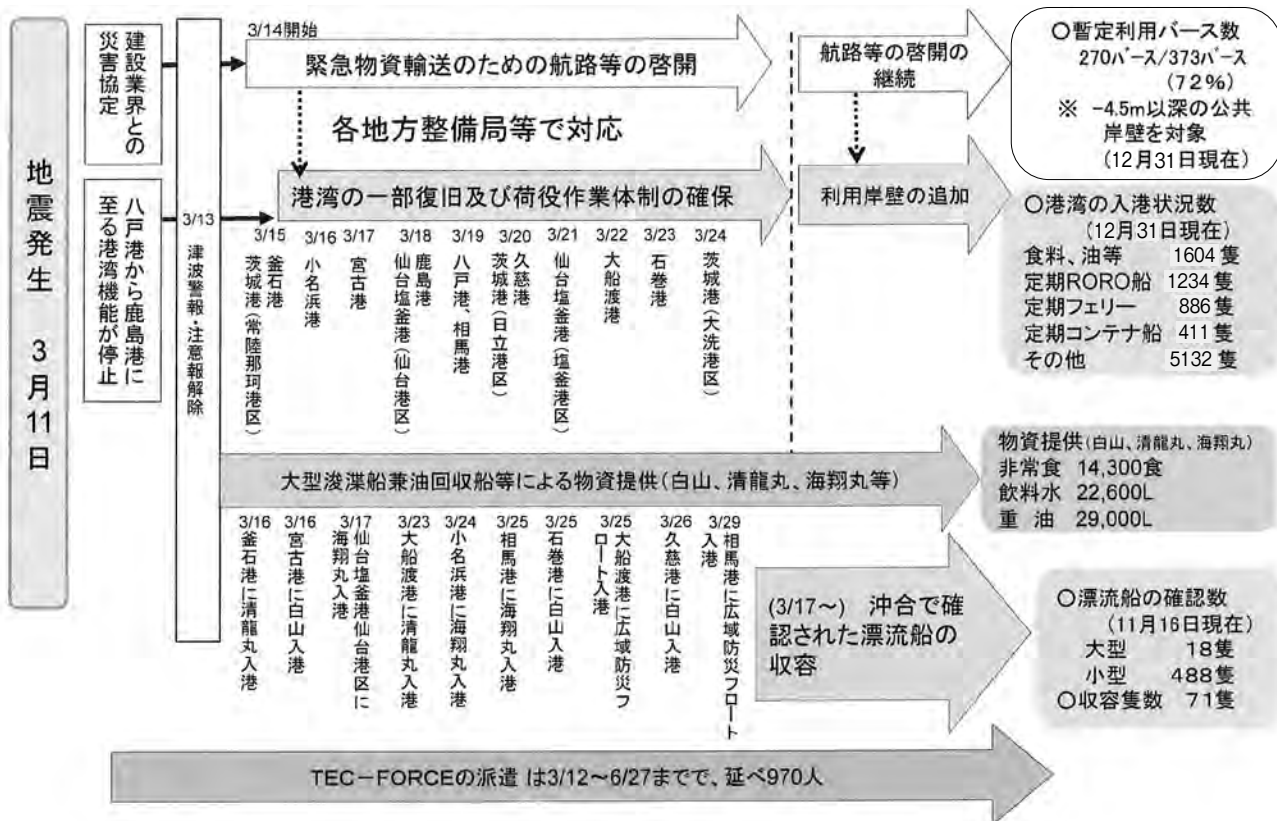 地震発生　3月11日
建設業界との
災害協定
八戸港から鹿島港に
至る港湾機能が停止
3/13
津波警報・注意報解除
3/14開始
緊急物資輸送のための航路等の啓開
各地方整備局等で対応
港湾の一部復旧及び荷役作業体制の確保
3/15
釜石港
茨城港(常陸那珂港区)
3/16
小名浜港
3/17
宮古港
3/18
鹿島港
仙台塩釜港(仙台港区)
3/19
八戸港、相馬港
3/20
久慈港
茨城港(日立港区)
3/21
仙台塩釜港(塩釜港区)
3/22
大船渡港
3/23
石巻港
3/24
茨城港(大洗港区)
航路等の啓開の
継続
利用岸壁の追加
○暫定利用バース数
270バース/373バース
(72%)
※ -4.5m以深の公共
岸壁を対象
(12月31日現在)
○港湾の入港状況数
(12月31日現在)
食料、油等 1604隻
定期RORO船 1234隻
定期フェリー 886隻
定期コンテナ船 411隻
その他 5132隻
大型浚渫船兼油回収船等による物資提供(白山、清龍丸、海翔丸等)
3/16
釜石港に清龍丸入港
3/16
宮古港に白山入港
3/17
仙台塩釜港仙台港区に
海翔丸入港
3/23
大船渡港に清龍丸入港
3/24
小名浜港に海翔丸入港
3/25
相馬港に海翔丸入港
3/25
石巻港に白山入港
3/25
大船渡港に広域防災フ
ロート入港
3/26
久慈港に白山入港
3/29
相馬港に広域防災フロート
入港
物資提供(白山、清龍丸、海翔丸)
非常食 14,300食
飲料水 22,600L
重　油 29,000L
(3/17～)　沖合で確
認された漂流船の
収容
○漂流船の確認数
(11月16日現在)
大型 18隻
小型 488隻
○収容隻数 71隻
TEC－FORCEの派遣 は3/12～6/27までで、延べ970人